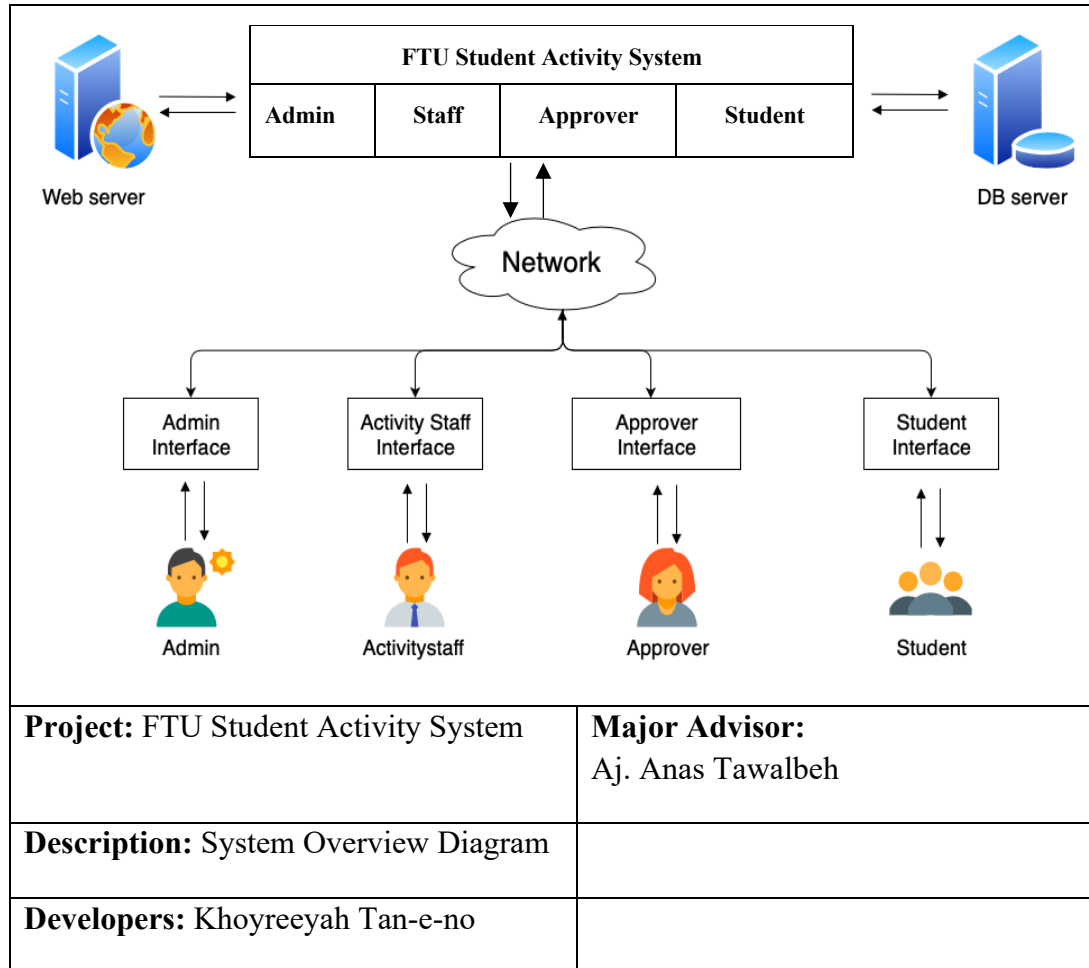 FTU Student Activity System
Admin
Staff
Approver
Student
Web server
DB server
Network
Admin
Interface
Activity Staff
Interface
Approver
Interface
Student
Interface
Admin
Activitystaff
Approver
Student
Project: FTU Student Activity System
Major Advisor:
Aj. Anas Tawalbeh
Description: System Overview Diagram
Developers: Khoyreeyah Tan-e-no